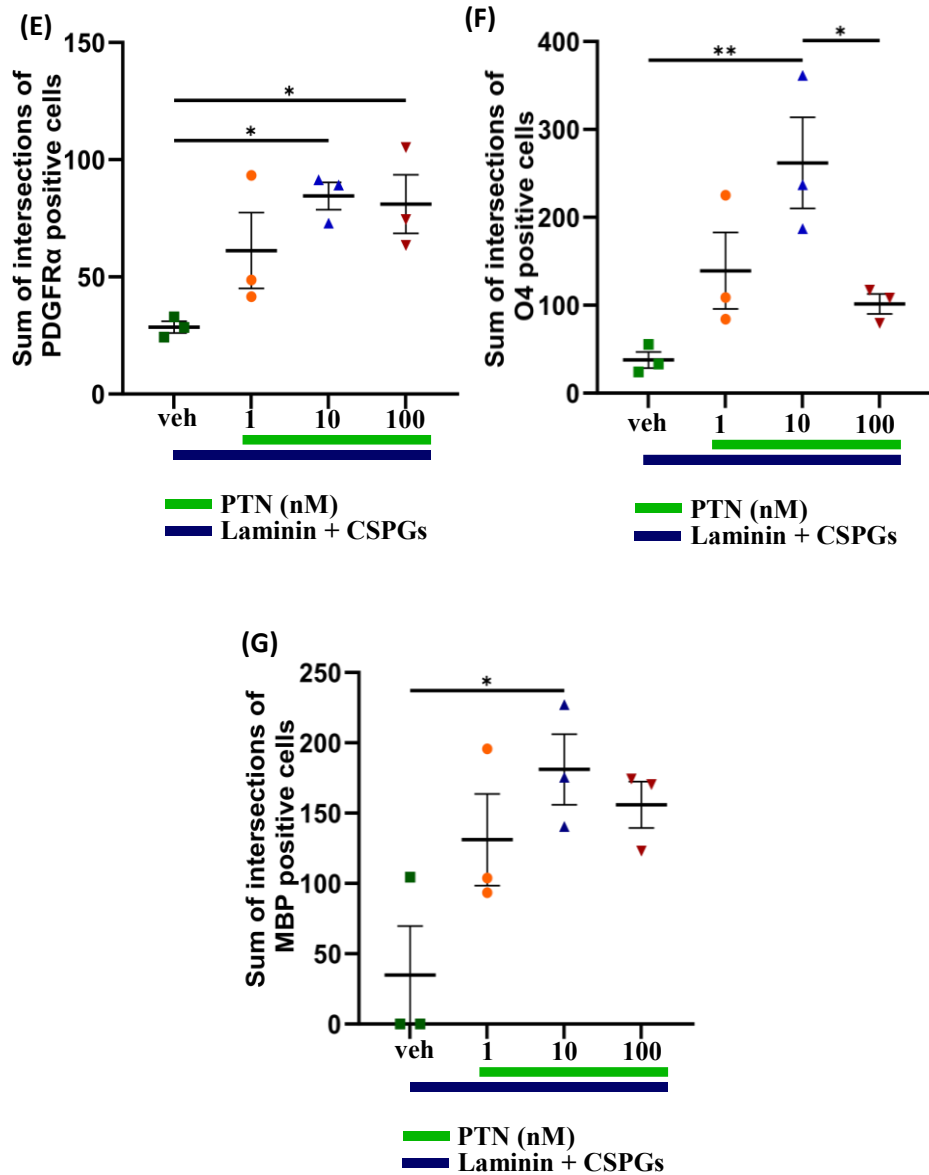 (E)
Sum of intersections of
PDGFRα positive cells
150
100
50
0
*
*
veh 1 10 100
PTN (nM)
Laminin + CSPGs
(F)
Sum of intersections of
O4 positive cells
400
300
200
100
0
**
*
veh 1 10 100
PTN (nM)
Laminin + CSPGs
(G)
Sum of intersections of
MBP positive cells
250
200
150
100
50
0
*
veh 1 10 100
PTN (nM)
Laminin + CSPGs